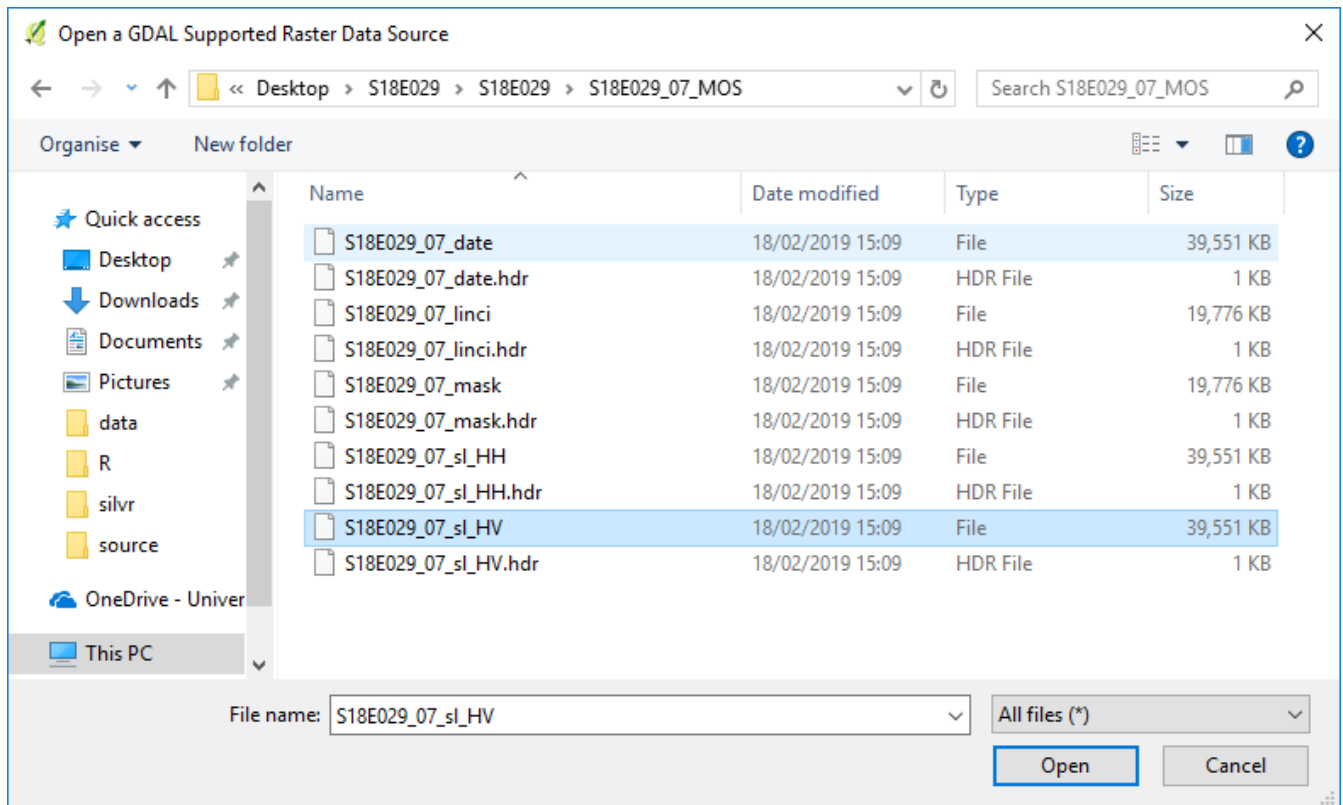 Open a GDAL Supported Raster Data Source
« Desktop > S18E029 > S18E029 > S18E029_07_MOS
Search S18E029_07_MOS
Organise
New folder
Name Date modified Type Size
Quick access
Desktop
Downloads
Documents
Pictures
data
R
silvr
source
OneDrive - Univer
This PC
S18E029_07_date 18/02/2019 15:09 File 39,551 KB
S18E029_07_date.hdr 18/02/2019 15:09 HDR File 1 KB
S18E029_07_linci 18/02/2019 15:09 File 19,776 KB
S18E029_07_linci.hdr 18/02/2019 15:09 HDR File 1 KB
S18E029_07_mask 18/02/2019 15:09 File 19,776 KB
S18E029_07_mask.hdr 18/02/2019 15:09 HDR File 1 KB
S18E029_07_sl_HH 18/02/2019 15:09 File 39,551 KB
S18E029_07_sl_HH.hdr 18/02/2019 15:09 HDR File 1 KB
S18E029_07_sl_HV 18/02/2019 15:09 File 39,551 KB
S18E029_07_sl_HV.hdr 18/02/2019 15:09 HDR File 1 KB
File name: S18E029_07_sl_HV
All files (*)
Open Cancel